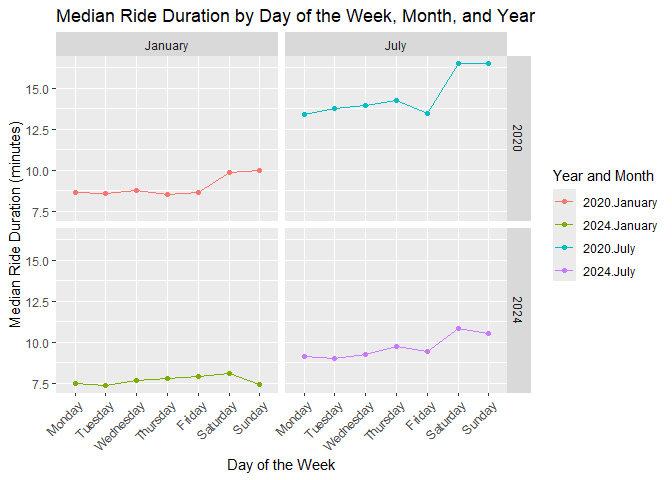 Median Ride Duration by Day of the Week, Month, and Year
January
July
15.0
12.5
10.0
7.5
2020
15.0
12.5
10.0
7.5
2024
Median Ride Duration (minutes)
Monday
Tuesday
Wednesday
Thursday
Friday
Saturday
Sunday
Monday
Tuesday
Wednesday
Thursday
Friday
Saturday
Sunday
Day of the Week
Year and Month
2020.January
2024.January
2020.July
2024.July